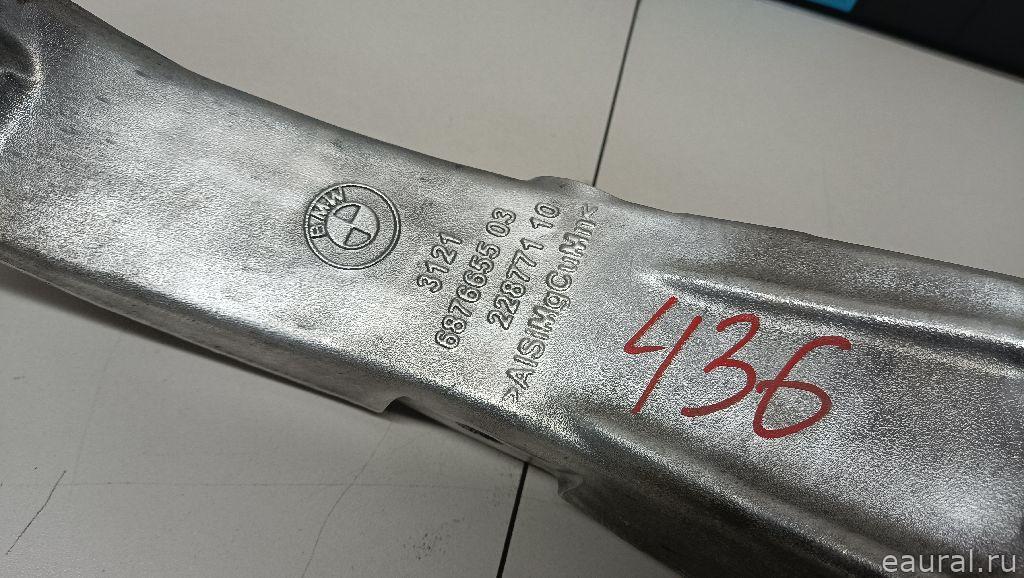 BMW
3121
6876655 03
228771 10
>AlSiMgCuMn<
436
eaural.ru